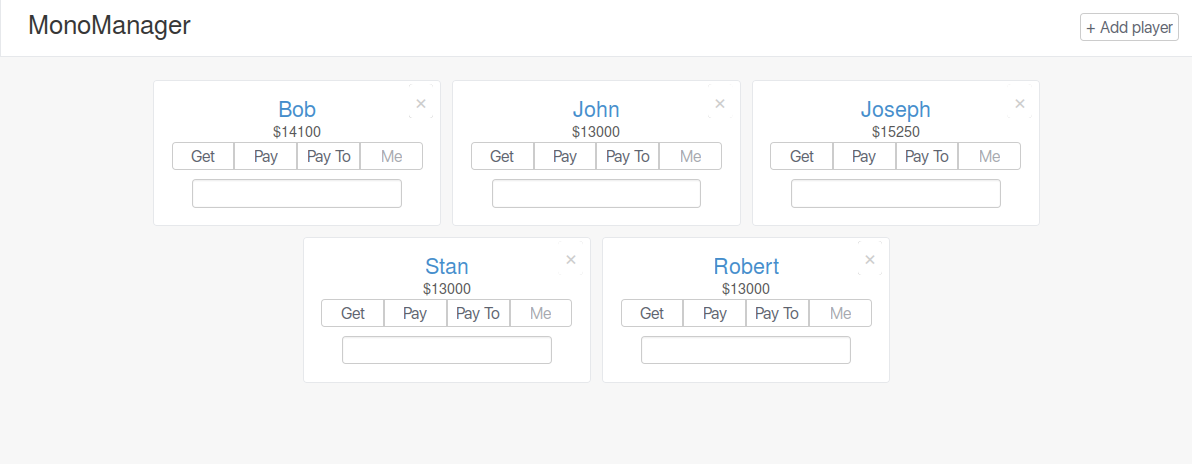 MonoManager
+ Add player
×
Bob
$14100
Get Pay Pay To Me
×
John
$13000
Get Pay Pay To Me
×
Joseph
$15250
Get Pay Pay To Me
×
Stan
$13000
Get Pay Pay To Me
×
Robert
$13000
Get Pay Pay To Me